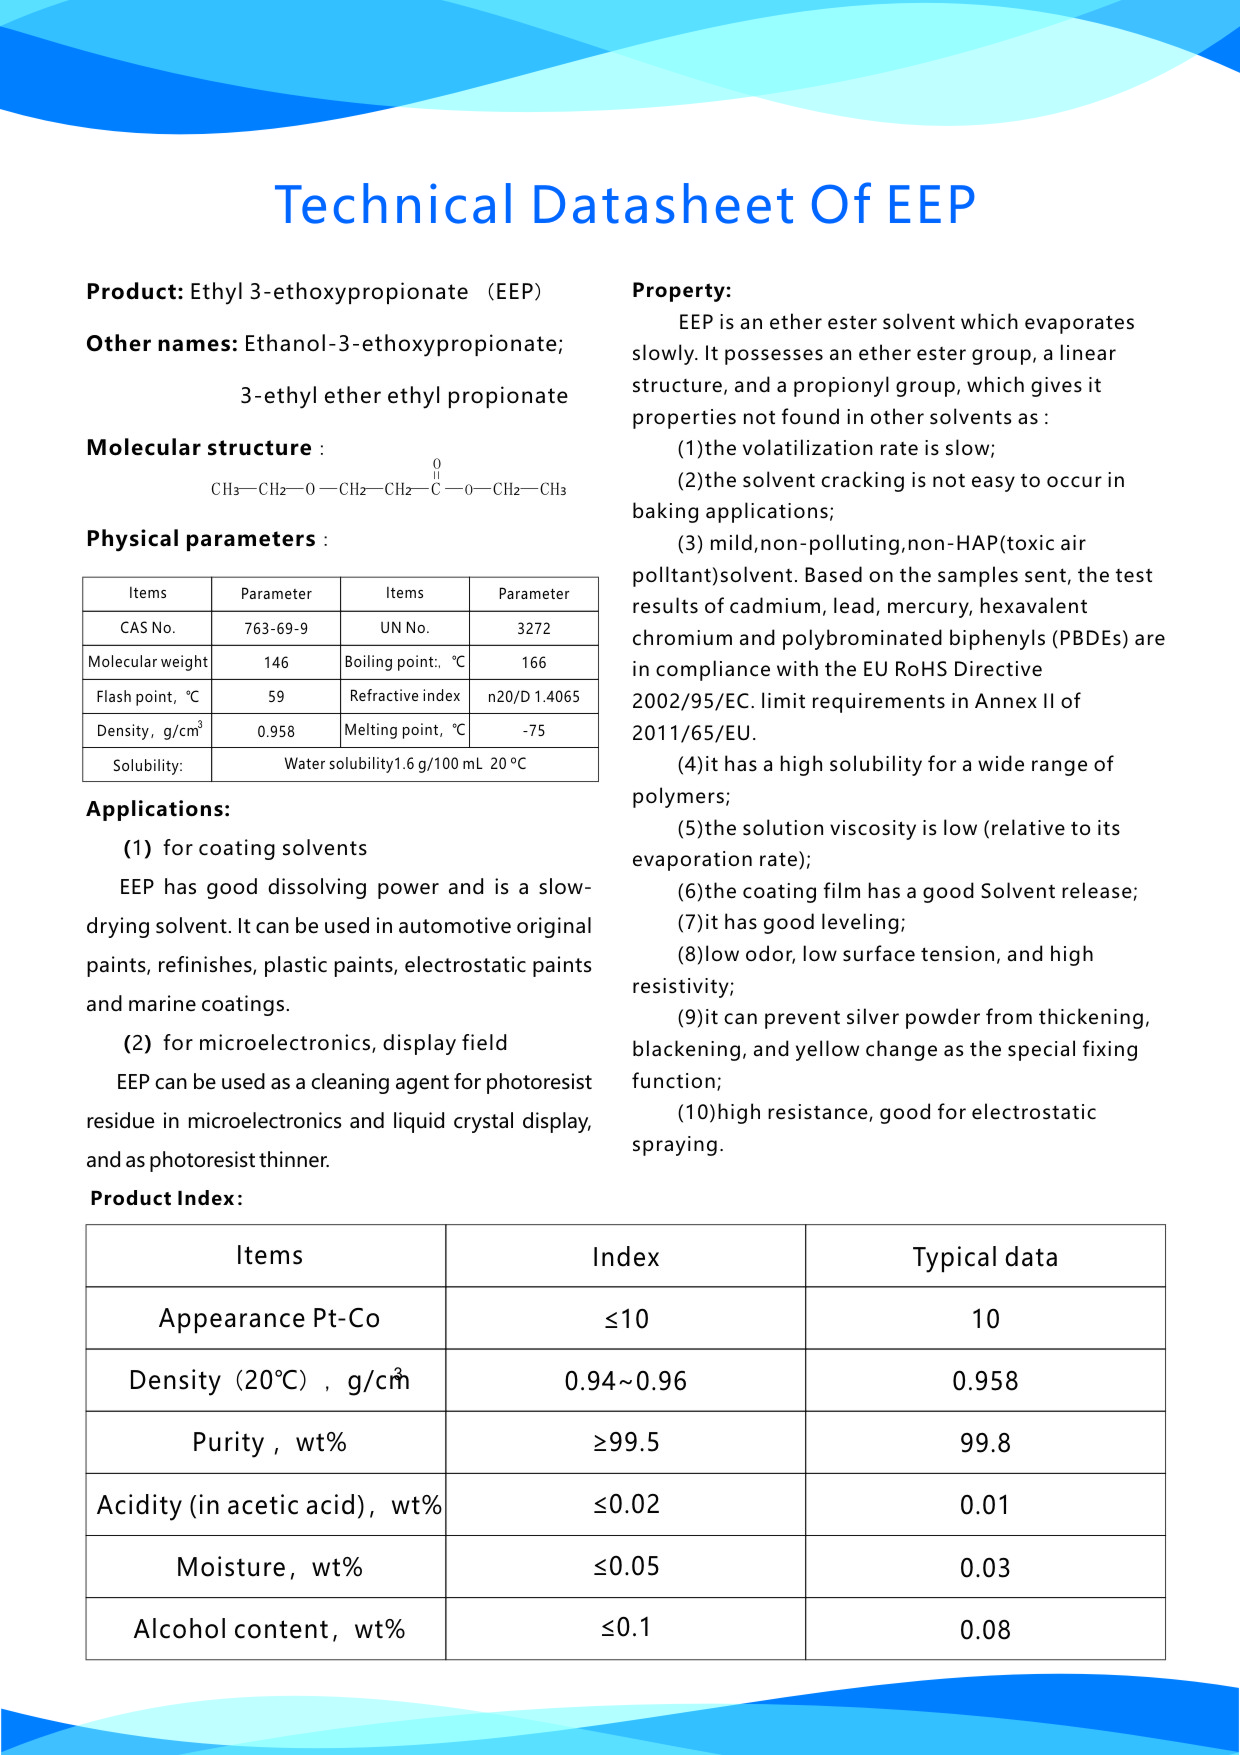 Technical Datasheet Of EEP
Product: Ethyl 3-ethoxypropionate （EEP）
Other names: Ethanol-3-ethoxypropionate;
3-ethyl ether ethyl propionate
Molecular structure：
O
CH₃—CH₂—O—CH₂—CH₂—C—O—CH₂—CH₃
Physical parameters：
Items Parameter Items Parameter
CAS No. 763-69-9 UN No. 3272
Molecular weight 146 Boiling point:，℃ 166
Flash point，℃ 59 Refractive index n20/D 1.4065
Density，g/cm³ 0.958 Melting point，℃ -75
Solubility: Water solubility1.6 g/100 mL 20 ºC
Applications:
(1) for coating solvents
EEP has good dissolving power and is a slow-
drying solvent. It can be used in automotive original
paints, refinishes, plastic paints, electrostatic paints
and marine coatings.
(2) for microelectronics, display field
EEP can be used as a cleaning agent for photoresist
residue in microelectronics and liquid crystal display,
and as photoresist thinner.
Property:
EEP is an ether ester solvent which evaporates
slowly. It possesses an ether ester group, a linear
structure, and a propionyl group, which gives it
properties not found in other solvents as :
(1)the volatilization rate is slow;
(2)the solvent cracking is not easy to occur in
baking applications;
(3) mild,non-polluting,non-HAP(toxic air
polltant)solvent. Based on the samples sent, the test
results of cadmium, lead, mercury, hexavalent
chromium and polybrominated biphenyls (PBDEs) are
in compliance with the EU RoHS Directive
2002/95/EC. limit requirements in Annex II of
2011/65/EU.
(4)it has a high solubility for a wide range of
polymers;
(5)the solution viscosity is low (relative to its
evaporation rate);
(6)the coating film has a good Solvent release;
(7)it has good leveling;
(8)low odor, low surface tension, and high
resistivity;
(9)it can prevent silver powder from thickening,
blackening, and yellow change as the special fixing
function;
(10)high resistance, good for electrostatic
spraying.
Product Index：
Items Index Typical data
Appearance Pt-Co ≤10 10
Density（20℃）, g/cm³ 0.94~0.96 0.958
Purity，wt% ≥99.5 99.8
Acidity (in acetic acid)，wt% ≤0.02 0.01
Moisture，wt% ≤0.05 0.03
Alcohol content，wt% ≤0.1 0.08